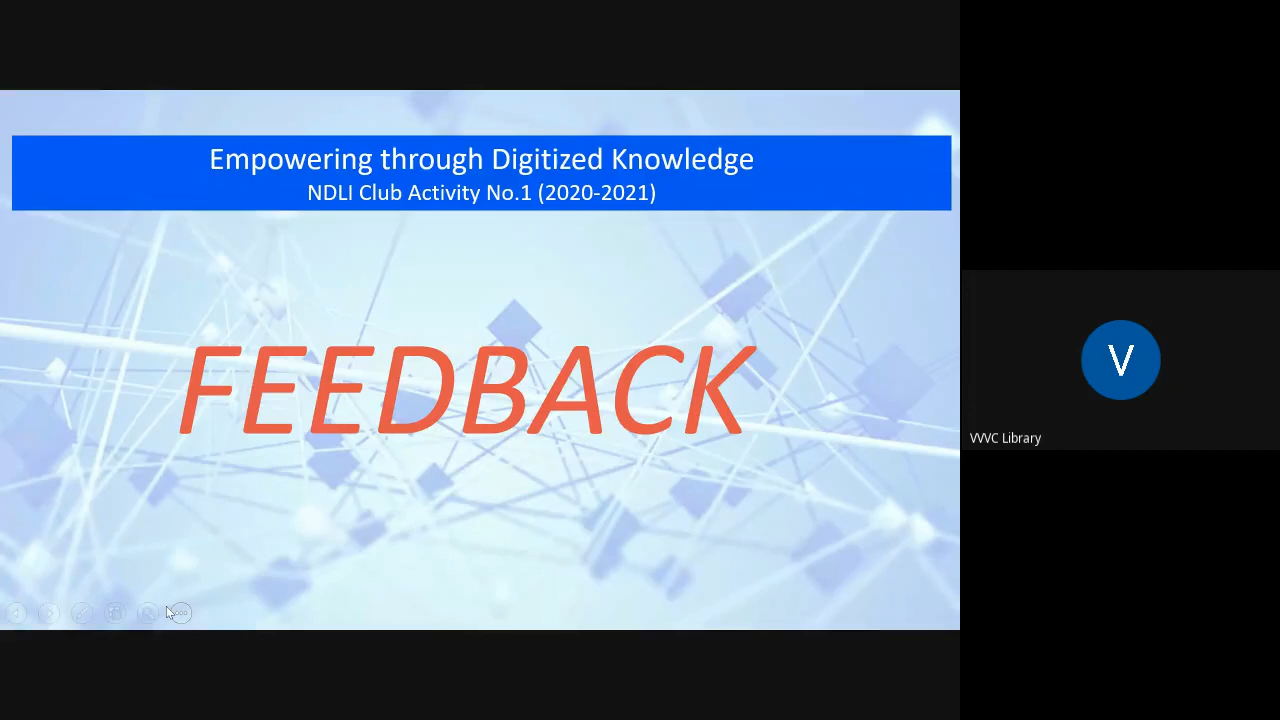 Empowering through Digitized Knowledge
NDLI Club Activity No.1 (2020-2021)
FEEDBACK
V
VVVC Library